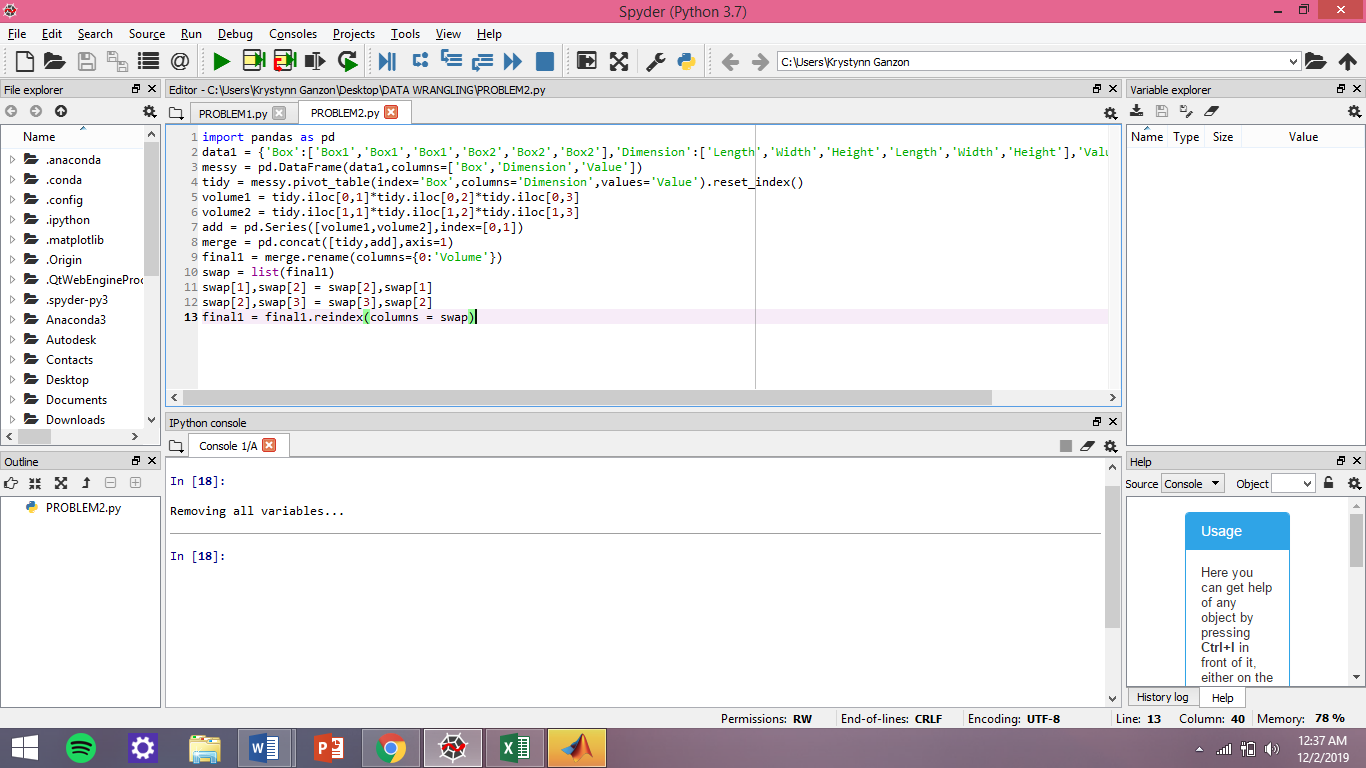 Spyder (Python 3.7)
File Edit Search Source Run Debug Consoles Projects Tools View Help
C:\Users\Krystynn Ganzon
File explorer
Name
.anaconda
.conda
.config
.ipython
.matplotlib
.Origin
.QtWebEngineProc
.spyder-py3
Anaconda3
Autodesk
Contacts
Desktop
Documents
Downloads
Outline
PROBLEM2.py
Editor - C:\Users\Krystynn Ganzon\Desktop\DATA WRANGLING\PROBLEM2.py
PROBLEM1.py PROBLEM2.py
1 import pandas as pd
2 data1 = {'Box':['Box1','Box1','Box1','Box2','Box2','Box2'],'Dimension':['Length','Width','Height','Length','Width','Height'],'Valu
3 messy = pd.DataFrame(data1,columns=['Box','Dimension','Value'])
4 tidy = messy.pivot_table(index='Box',columns='Dimension',values='Value').reset_index()
5 volume1 = tidy.iloc[0,1]*tidy.iloc[0,2]*tidy.iloc[0,3]
6 volume2 = tidy.iloc[1,1]*tidy.iloc[1,2]*tidy.iloc[1,3]
7 add = pd.Series([volume1,volume2],index=[0,1])
8 merge = pd.concat([tidy,add],axis=1)
9 final1 = merge.rename(columns={0:'Volume'})
10 swap = list(final1)
11 swap[1],swap[2] = swap[2],swap[1]
12 swap[2],swap[3] = swap[3],swap[2]
13 final1 = final1.reindex(columns = swap)
IPython console
Console 1/A
In [18]:
Removing all variables...
In [18]:
Variable explorer
Name Type Size Value
Help
Source Console Object
Usage
Here you
can get help
of any
object by
pressing
Ctrl+I in
front of it,
either on the
History log Help
Permissions: RW End-of-lines: CRLF Encoding: UTF-8 Line: 13 Column: 40 Memory: 78 %
12:37 AM
12/2/2019